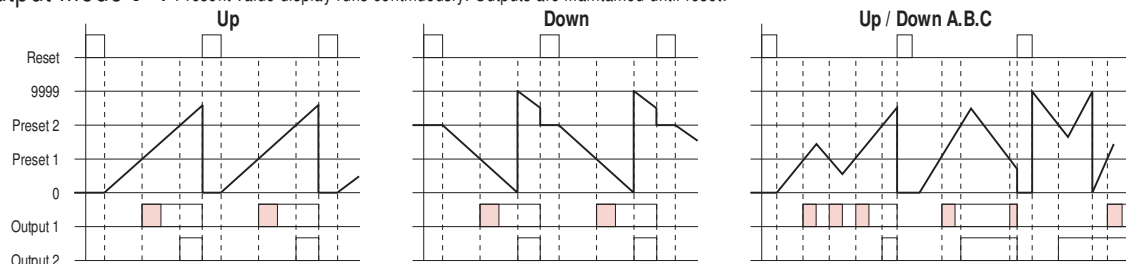 Present value display runs continuously. Outputs are maintained until reset.
Up
Down
Up / Down A.B.C
Reset
9999
Preset 2
Preset 1
0
Output 1
Output 2